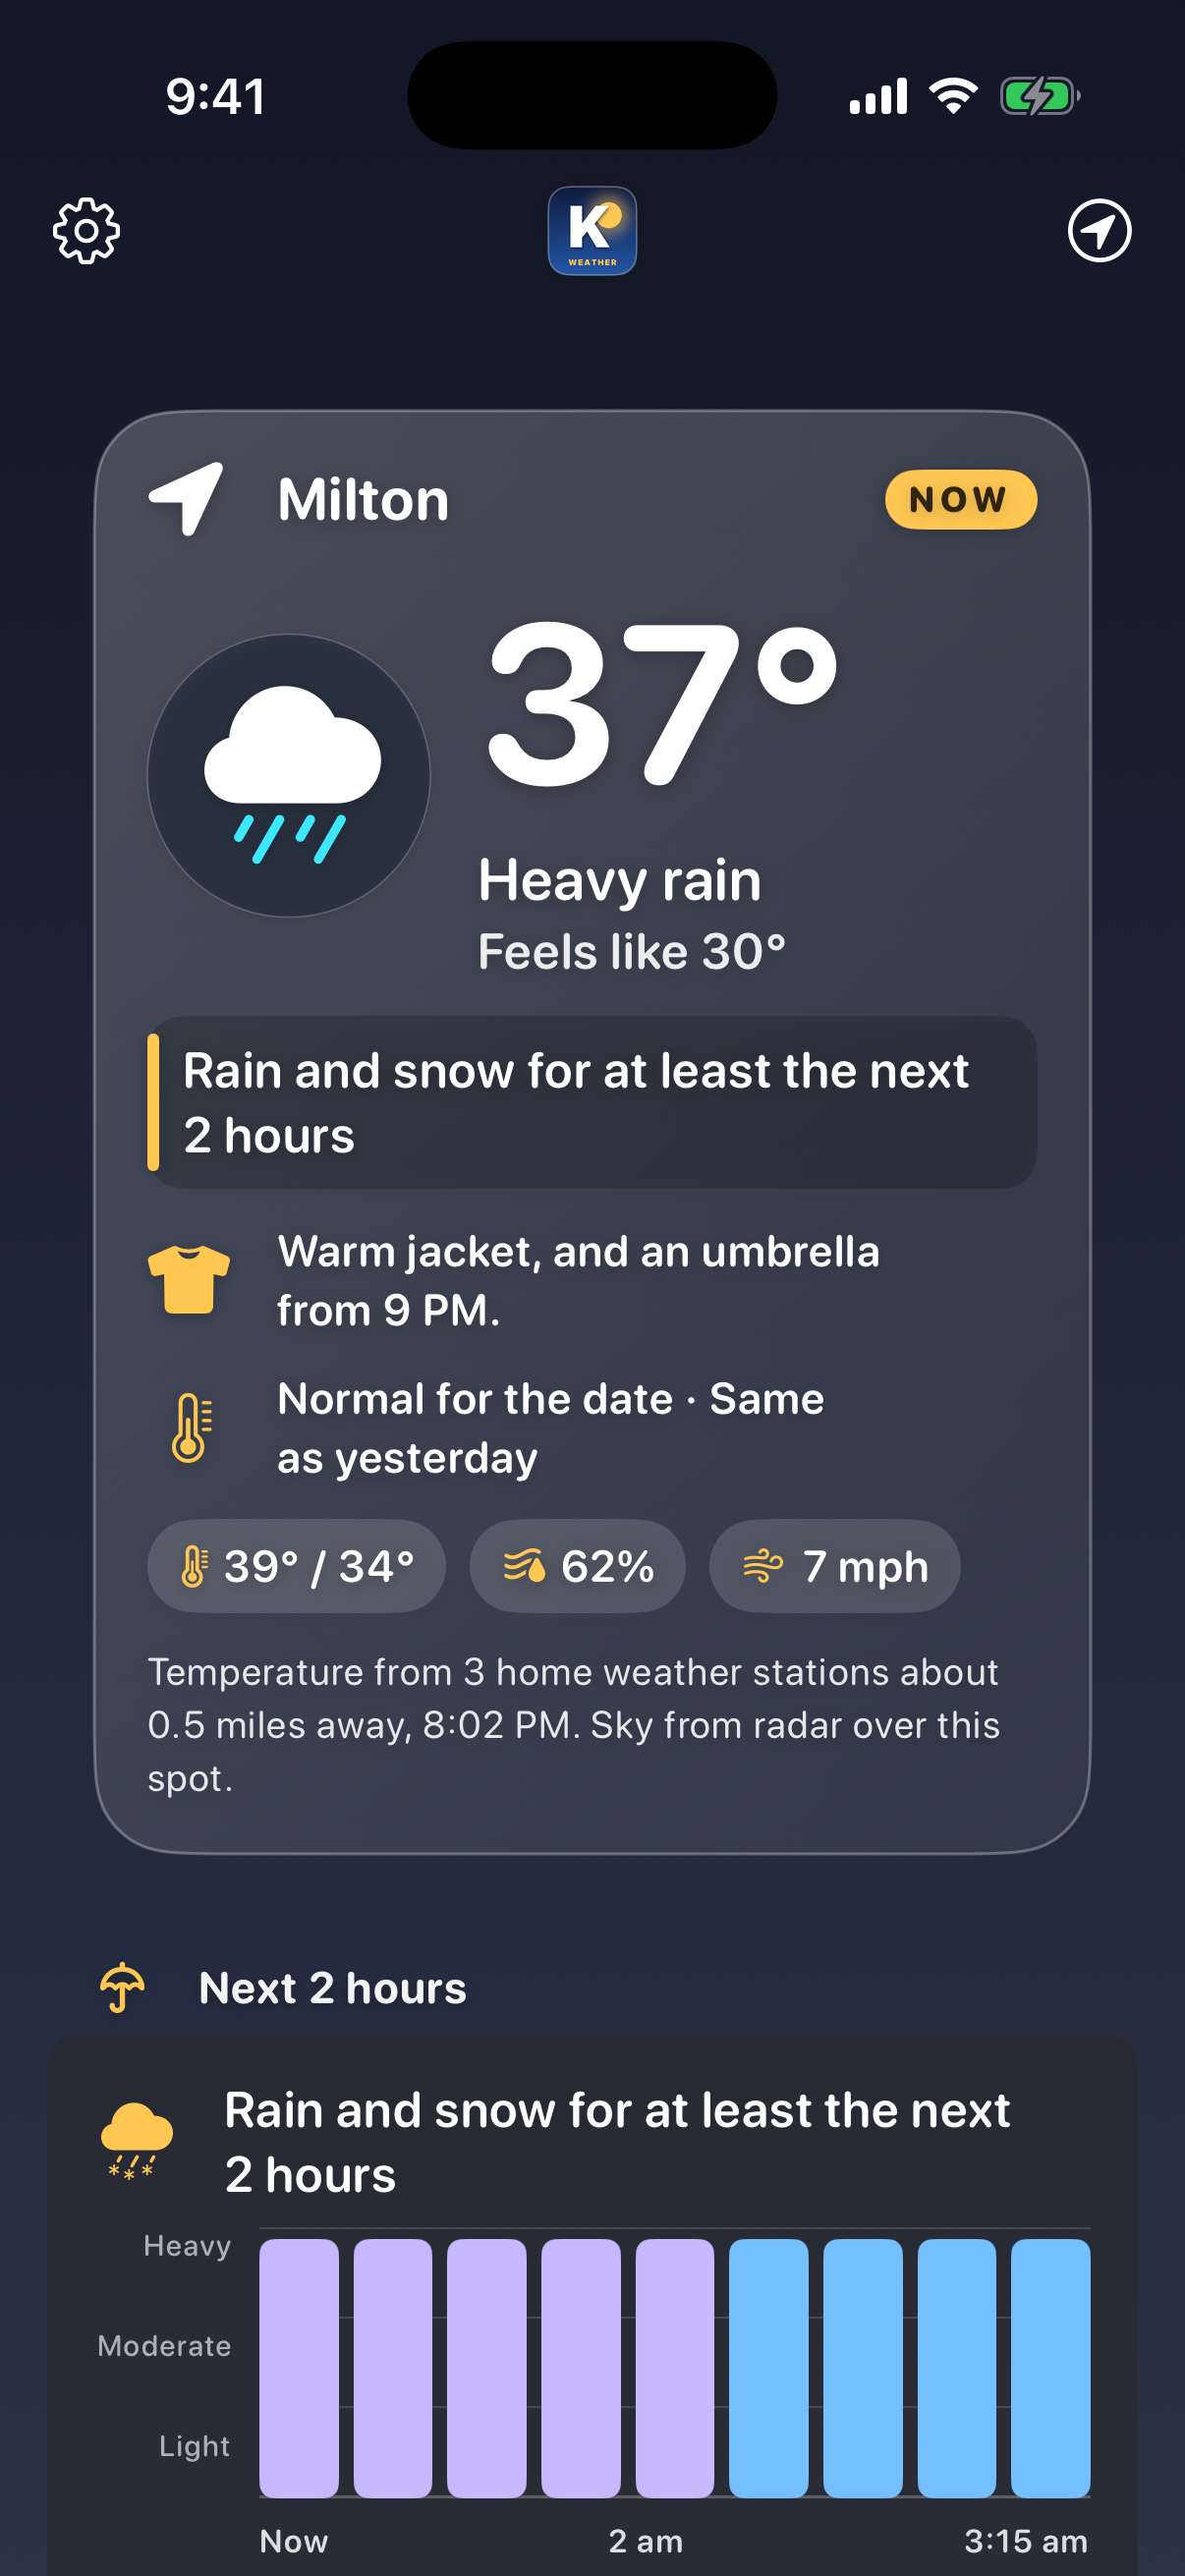 9:41
K
WEATHER
Milton
NOW
37°
Heavy rain
Feels like 30°
Rain and snow for at least the next
2 hours
Warm jacket, and an umbrella
from 9 PM.
Normal for the date · Same
as yesterday
39° / 34°
62%
7 mph
Temperature from 3 home weather stations about
0.5 miles away, 8:02 PM. Sky from radar over this
spot.
Next 2 hours
Rain and snow for at least the next
2 hours
Heavy
Moderate
Light
Now
2 am
3:15 am